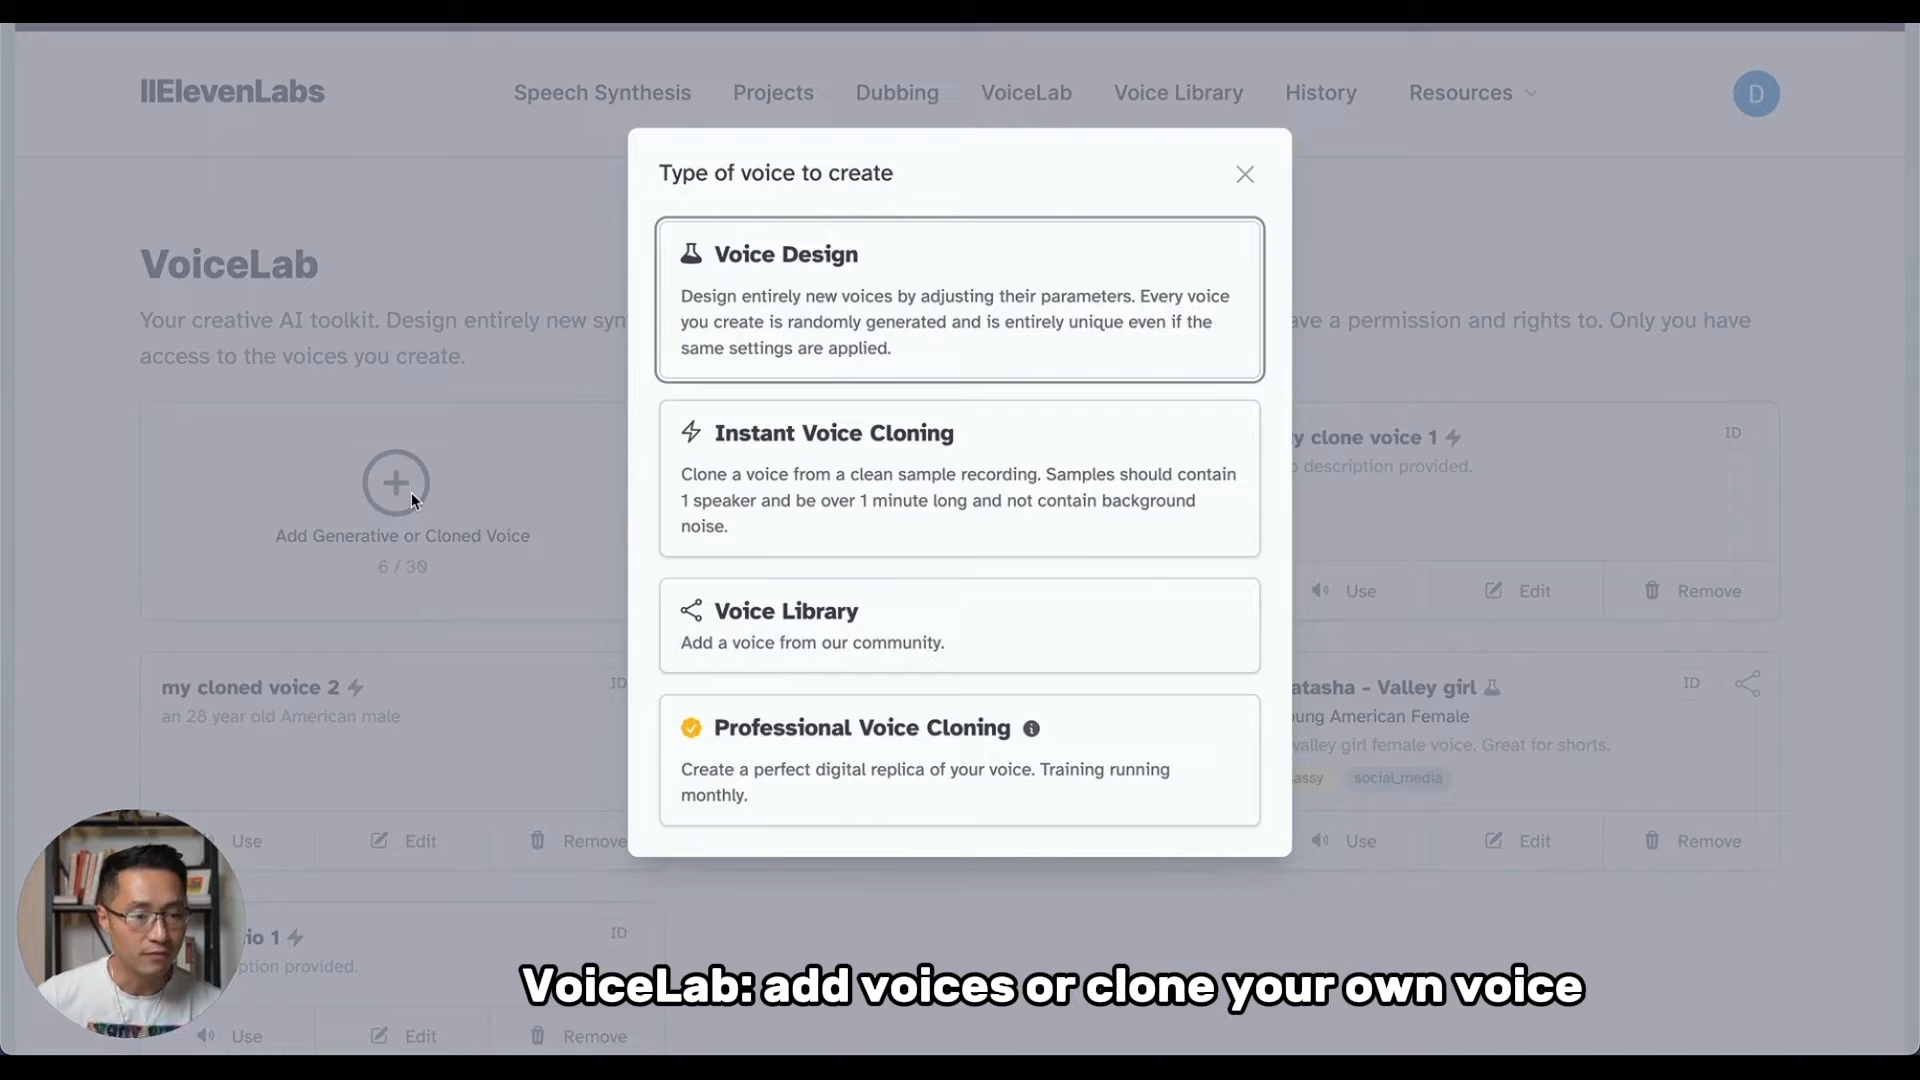 IIElevenLabs
Speech Synthesis
Projects
Dubbing
VoiceLab
Voice Library
History
Resources
D
Type of voice to create
Voice Design
Design entirely new voices by adjusting their parameters. Every voice
you create is randomly generated and is entirely unique even if the
same settings are applied.
Instant Voice Cloning
Clone a voice from a clean sample recording. Samples should contain
1 speaker and be over 1 minute long and not contain background
noise.
Voice Library
Add a voice from our community.
Professional Voice Cloning
Create a perfect digital replica of your voice. Training running
monthly.
VoiceLab
Your creative AI toolkit. Design entirely new
ave a permission and rights to. Only you have
access to the voices you create.
Add Generative or Cloned Voice
6 / 30
y clone voice 1
ID
description provided.
Use
Edit
Remove
my cloned voice 2
ID
an 28 year old American male
Use
Edit
Remove
atasha - Valley girl
ID
ung American Female
valley girl female voice. Great for shorts.
assy
social_media
Use
Edit
Remove
io 1
ID
ption provided.
Use
Edit
Remove
VoiceLab: add voices or clone your own voice